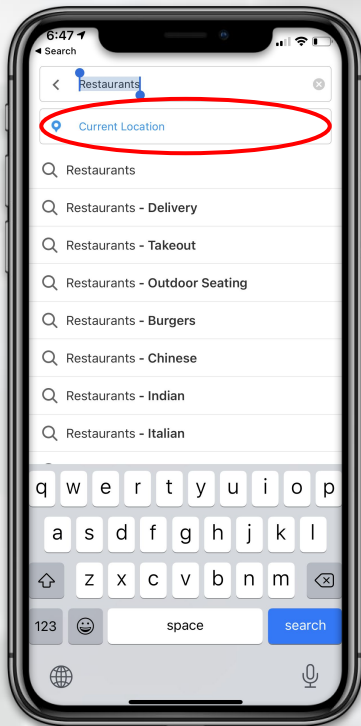 6:47
Search
Restaurants
Current Location
Restaurants
Restaurants - Delivery
Restaurants - Takeout
Restaurants - Outdoor Seating
Restaurants - Burgers
Restaurants - Chinese
Restaurants - Indian
Restaurants - Italian
q w e r t y u i o p
a s d f g h j k l
z x c v b n m
123 space search